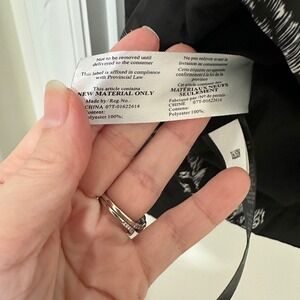 Not to be removed until
delivered to the consumer
This label is affixed in compliance
with Provincial Law
This article contains
NEW MATERIAL ONLY
Made by/ Reg.No.:
CHINA 07T-01622614
Content:
Polyester 100%.
Ne pas enlever avant
livraison au consommateur
Cette étiquette est apposée
conformément à la loi de
la province
Cet article contient
MATÉRIAUX NEUFS
SEULEMENT
Fabriqué par/No de permis
CHINE 07T-01622614
Contenu:
Polyester 100%.